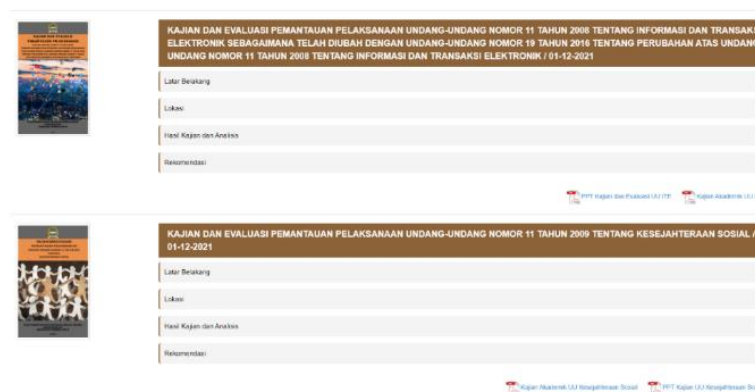 KAJIAN DAN EVALUASI PEMANTAUAN PELAKSANAAN UNDANG-UNDANG NOMOR 11 TAHUN 2008 TENTANG INFORMASI DAN TRANSAKSI
ELEKTRONIK SEBAGAIMANA TELAH DIUBAH DENGAN UNDANG-UNDANG NOMOR 19 TAHUN 2016 TENTANG PERUBAHAN ATAS UNDANG
UNDANG NOMOR 11 TAHUN 2008 TENTANG INFORMASI DAN TRANSAKSI ELEKTRONIK / 01-12-2021
Latar Belakang
Lokasi
Hasil Kajian dan Analisis
Rekomendasi
PPT Kajian dan Evaluasi UU ITE Kajian Akademik UU
KAJIAN DAN EVALUASI PEMANTAUAN PELAKSANAAN UNDANG-UNDANG NOMOR 11 TAHUN 2009 TENTANG KESEJAHTERAAN SOSIAL /
01-12-2021
Latar Belakang
Lokasi
Hasil Kajian dan Analisis
Rekomendasi
Kajian Akademik UU Kesejahteraan Sosial PPT Kajian UU Kesejahteraan